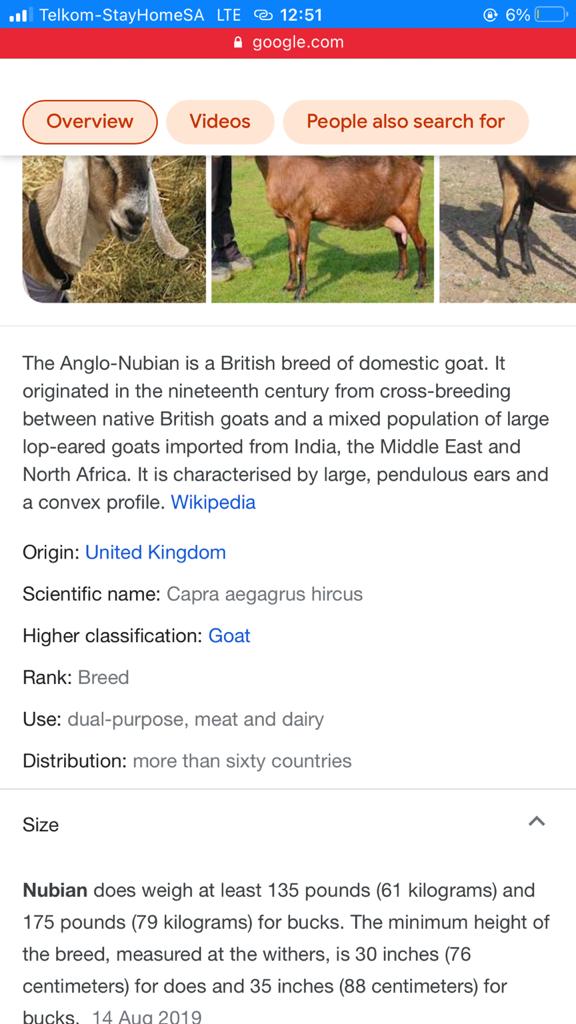 Telkom-StayHomeSA LTE 12:51 6%
google.com
Overview Videos People also search for
The Anglo-Nubian is a British breed of domestic goat. It
originated in the nineteenth century from cross-breeding
between native British goats and a mixed population of large
lop-eared goats imported from India, the Middle East and
North Africa. It is characterised by large, pendulous ears and
a convex profile. Wikipedia
Origin: United Kingdom
Scientific name: Capra aegagrus hircus
Higher classification: Goat
Rank: Breed
Use: dual-purpose, meat and dairy
Distribution: more than sixty countries
Size
Nubian does weigh at least 135 pounds (61 kilograms) and
175 pounds (79 kilograms) for bucks. The minimum height of
the breed, measured at the withers, is 30 inches (76
centimeters) for does and 35 inches (88 centimeters) for
bucks. 14 Aug 2019